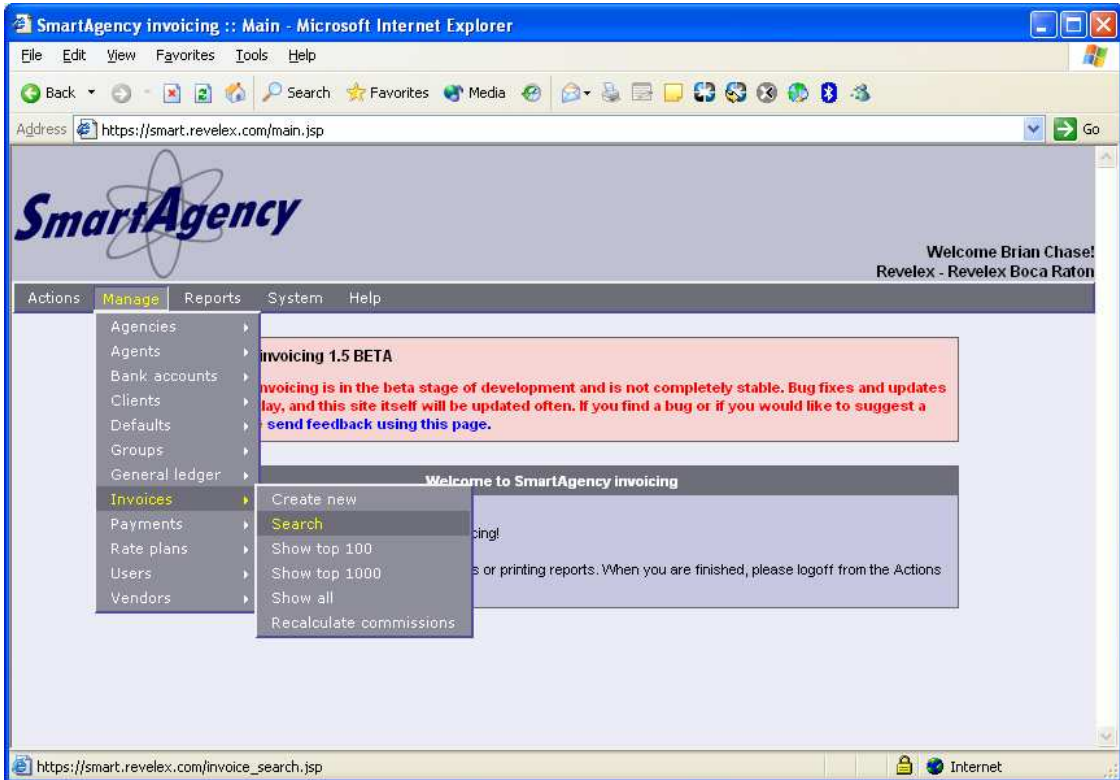 SmartAgency invoicing :: Main - Microsoft Internet Explorer
File Edit View Favorites Tools Help
Back Search Favorites Media
Address https://smart.revelex.com/main.jsp Go
SmartAgency
Welcome Brian Chase!
Revelex - Revelex Boca Raton
Actions Manage Reports System Help
Agencies
Agents
Bank accounts
Clients
Defaults
Groups
General ledger
Invoices
Payments
Rate plans
Users
Vendors
Create new
Search
Show top 100
Show top 1000
Show all
Recalculate commissions
invoicing 1.5 BETA
nvoicing is in the beta stage of development and is not completely stable. Bug fixes and updates
lay, and this site itself will be updated often. If you find a bug or if you would like to suggest a
send feedback using this page.
Welcome to SmartAgency invoicing
cing!
s or printing reports. When you are finished, please logoff from the Actions
https://smart.revelex.com/invoice_search.jsp Internet